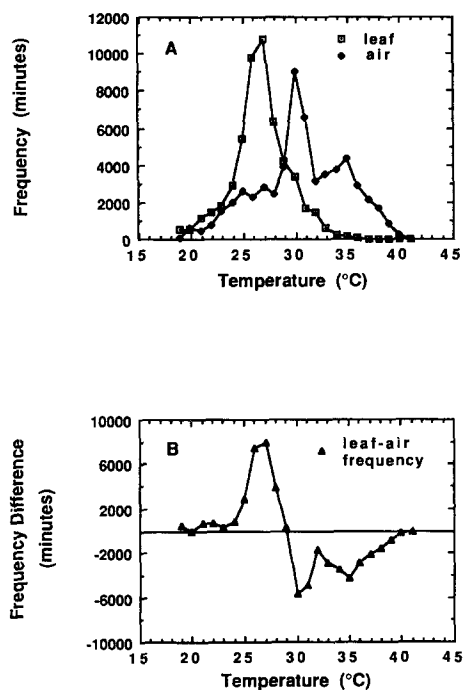 A
leaf
air
Frequency (minutes)
12000
10000
8000
6000
4000
2000
0
15 20 25 30 35 40 45
Temperature (°C)
B
leaf-air
frequency
Frequency Difference
(minutes)
10000
6000
2000
-2000
-6000
-10000
15 20 25 30 35 40 45
Temperature (°C)